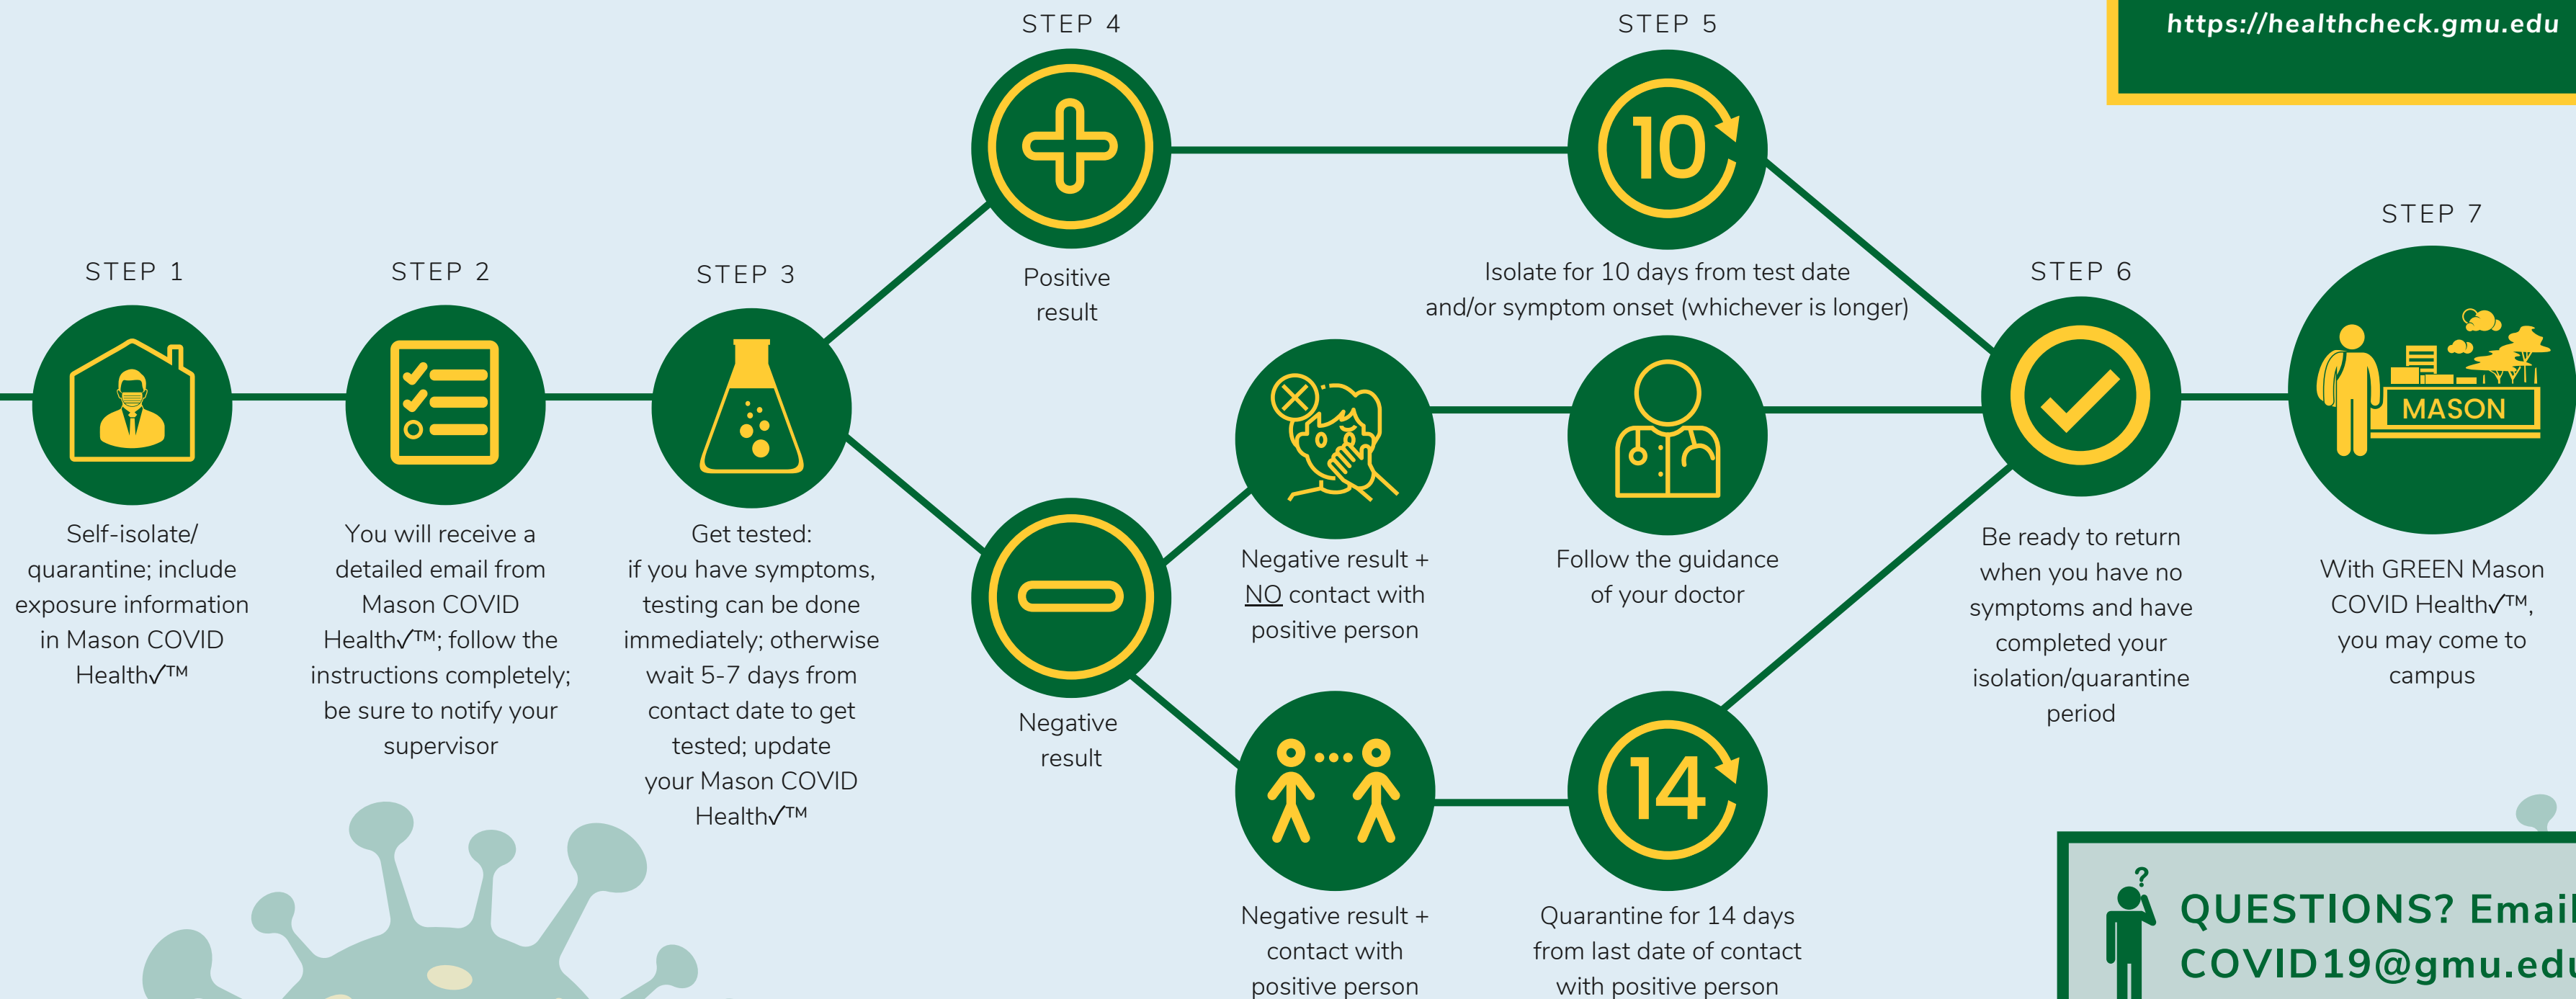 https://healthcheck.gmu.edu
STEP 1
Self-isolate/
quarantine; include
exposure information
in Mason COVID
Health✓™
STEP 2
You will receive a
detailed email from
Mason COVID
Health✓™; follow the
instructions completely;
be sure to notify your
supervisor
STEP 3
Get tested:
if you have symptoms,
testing can be done
immediately; otherwise
wait 5-7 days from
contact date to get
tested; update
your Mason COVID
Health✓™
STEP 4
Positive
result
Negative
result
Negative result +
NO contact with
positive person
Negative result +
contact with
positive person
STEP 5
10
Isolate for 10 days from test date
and/or symptom onset (whichever is longer)
Follow the guidance
of your doctor
14
Quarantine for 14 days
from last date of contact
with positive person
STEP 6
Be ready to return
when you have no
symptoms and have
completed your
isolation/quarantine
period
STEP 7
MASON
With GREEN Mason
COVID Health✓™,
you may come to
campus
?
QUESTIONS? Email
COVID19@gmu.edu